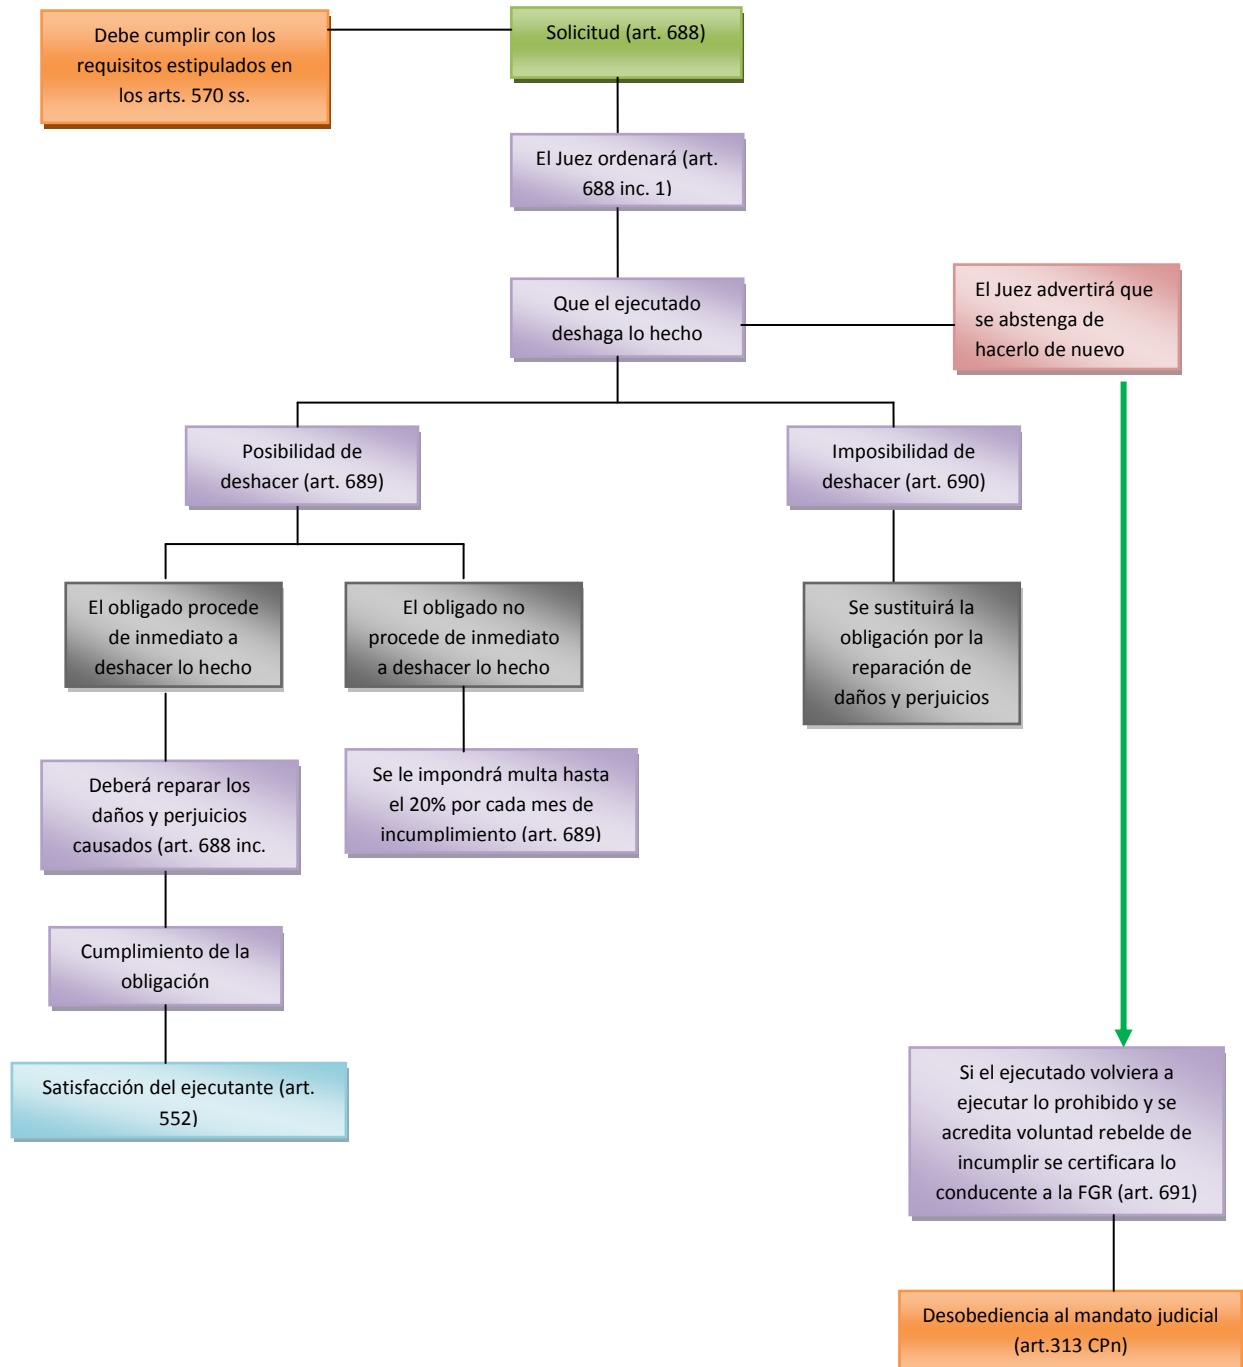 Debe cumplir con los
requisitos estipulados en
los arts. 570 ss.
Solicitud (art. 688)
El Juez ordenará (art.
688 inc. 1)
Que el ejecutado
deshaga lo hecho
El Juez advertirá que
se abstenga de
hacerlo de nuevo
Posibilidad de
deshacer (art. 689)
Imposibilidad de
deshacer (art. 690)
El obligado procede
de inmediato a
deshacer lo hecho
El obligado no
procede de inmediato
a deshacer lo hecho
Se sustituirá la
obligación por la
reparación de
daños y perjuicios
Deberá reparar los
daños y perjuicios
causados (art. 688 inc.
Se le impondrá multa hasta
el 20% por cada mes de
incumplimiento (art. 689)
Cumplimiento de la
obligación
Satisfacción del ejecutante (art.
552)
Si el ejecutado volviera a
ejecutar lo prohibido y se
acredita voluntad rebelde de
incumplir se certificara lo
conducente a la FGR (art. 691)
Desobediencia al mandato judicial
(art.313 CPn)